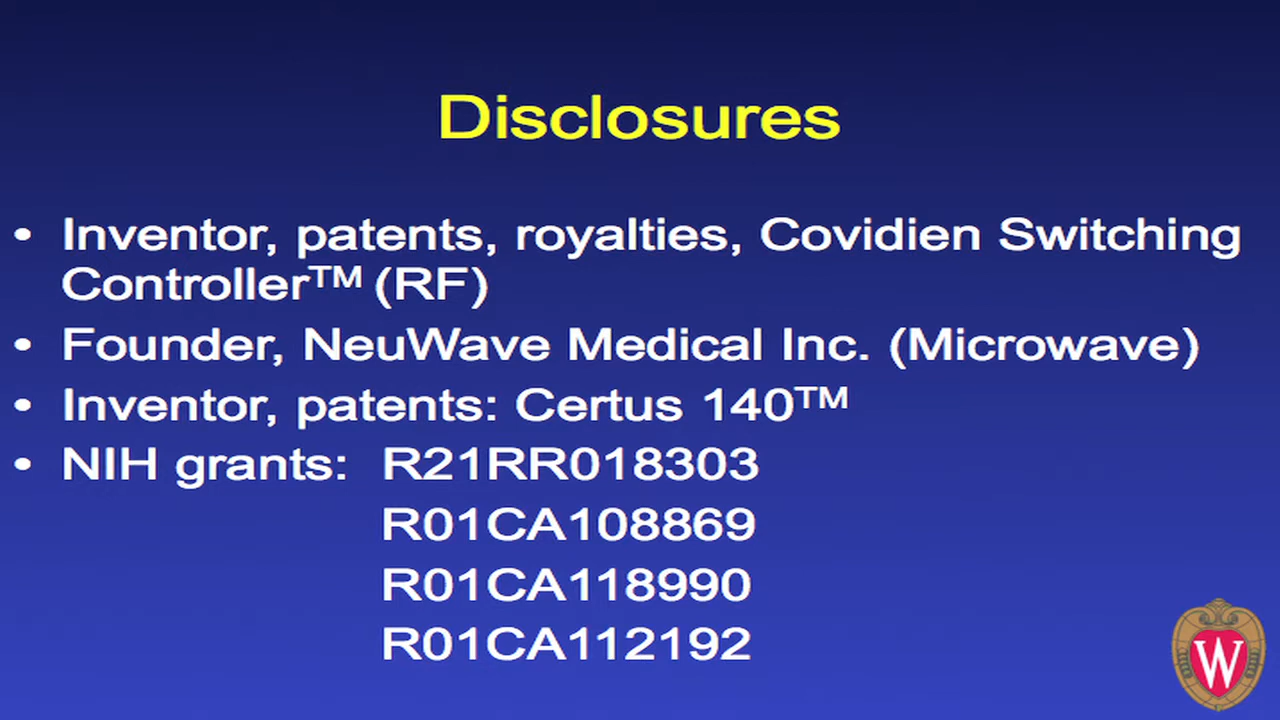 Disclosures
• Inventor, patents, royalties, Covidien Switching
Controller™ (RF)
• Founder, NeuWave Medical Inc. (Microwave)
• Inventor, patents: Certus 140™
• NIH grants: R21RR018303
R01CA108869
R01CA118990
R01CA112192
W